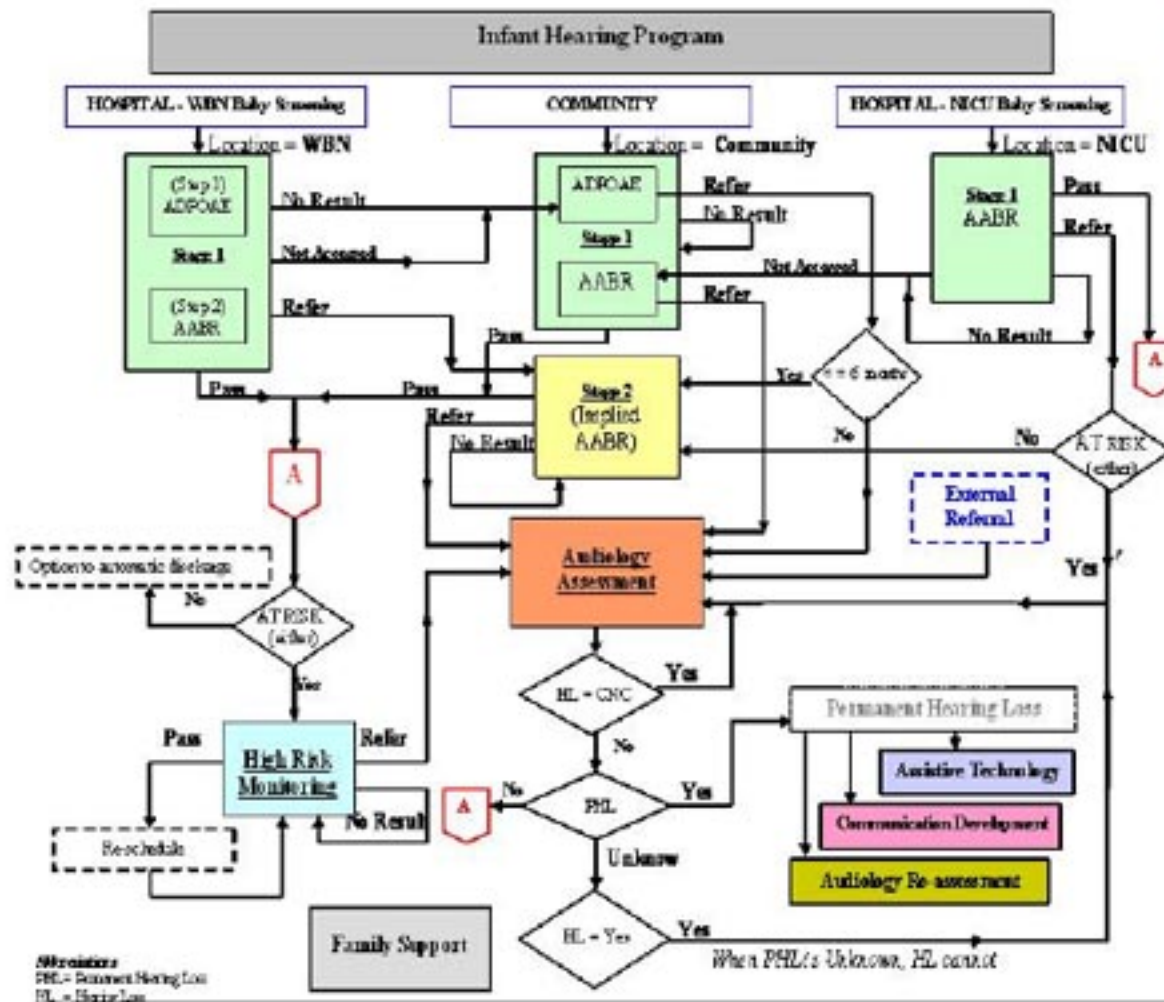 Infant Hearing Program
HOSPITAL - WBN Baby Screening
COMMUNITY
HOSPITAL - NICU Baby Screening
Location = WBN
Location = Community
Location = NICU
(Step 1)
ADPOAE
Stage 1
(Step 2)
AABR
No Result
Not Assessed
Refer
Pass
ADPOAE
Stage 1
AABR
Refer
No Result
Not Assessed
Refer
Pass
Stage 1
AABR
Pass
Refer
No Result
A
Pass
Stage 2
(Implied
AABR)
Refer
No Result
Yes
No
No
AT RISK
(either)
Yes
A
External
Referral
Option to automatic discharge
No
AT RISK
(either)
Yes
Audiology
Assessment
HL = CNC
Yes
No
Pass
Refer
High Risk
Monitoring
No Result
Re-schedule
A
No
PHL
Yes
Unknow
Permanent Hearing Loss
Assistive Technology
Communication Development
Audiology Re-assessment
Family Support
HL = Yes
Yes
When PHL is Unknown, HL cannot
Abbreviations
PHL = Permanent Hearing Loss
HL = Hearing Loss